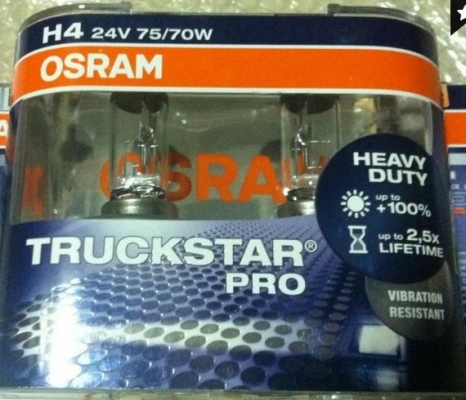 H4 24V 75/70W
OSRAM
OSRA
HEAVY
DUTY
up to
+100%
up to 2,5x
LIFETIME
TRUCKSTAR®
PRO
VIBRATION
RESISTANT